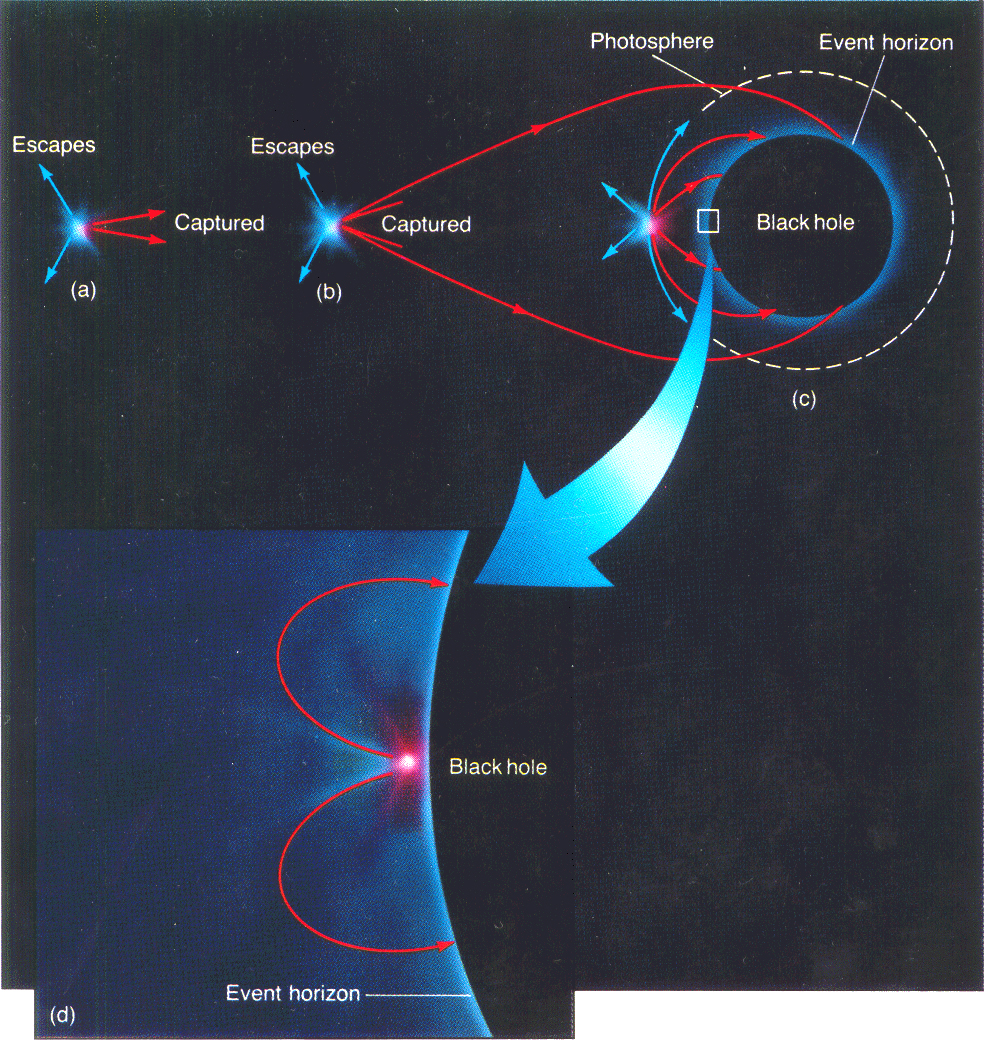 Photosphere
Event horizon
Escapes
Escapes
Captured
Captured
Black hole
(a)
(b)
(c)
Black hole
Event horizon
(d)